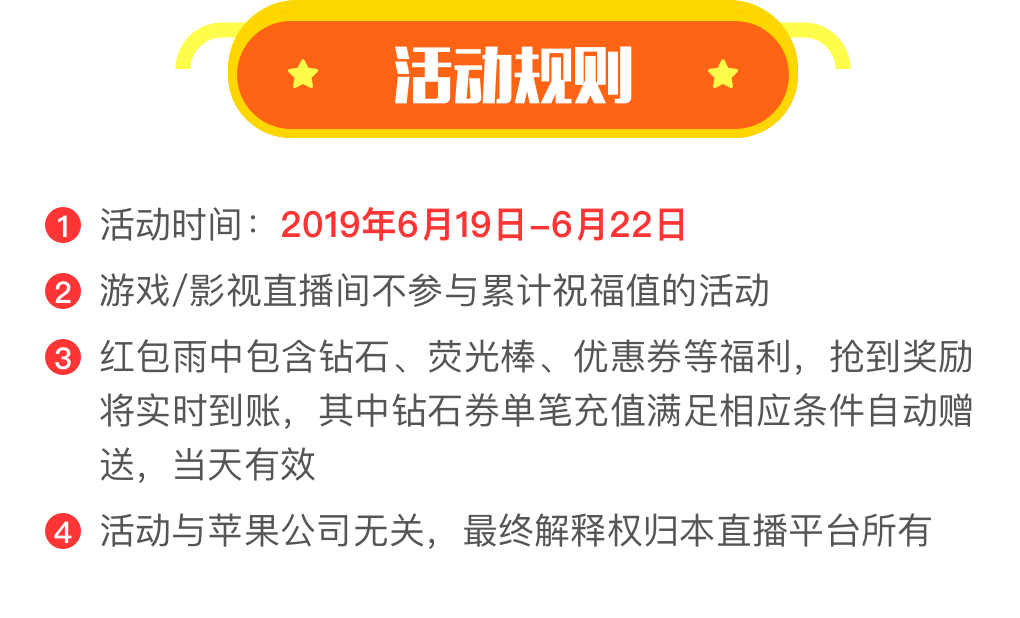 活动规则
1 活动时间：2019年6月19日–6月22日
2 游戏/影视直播间不参与累计祝福值的活动
3 红包雨中包含钻石、荧光棒、优惠券等福利，抢到奖励
将实时到账，其中钻石券单笔充值满足相应条件自动赠
送，当天有效
4 活动与苹果公司无关，最终解释权归本直播平台所有